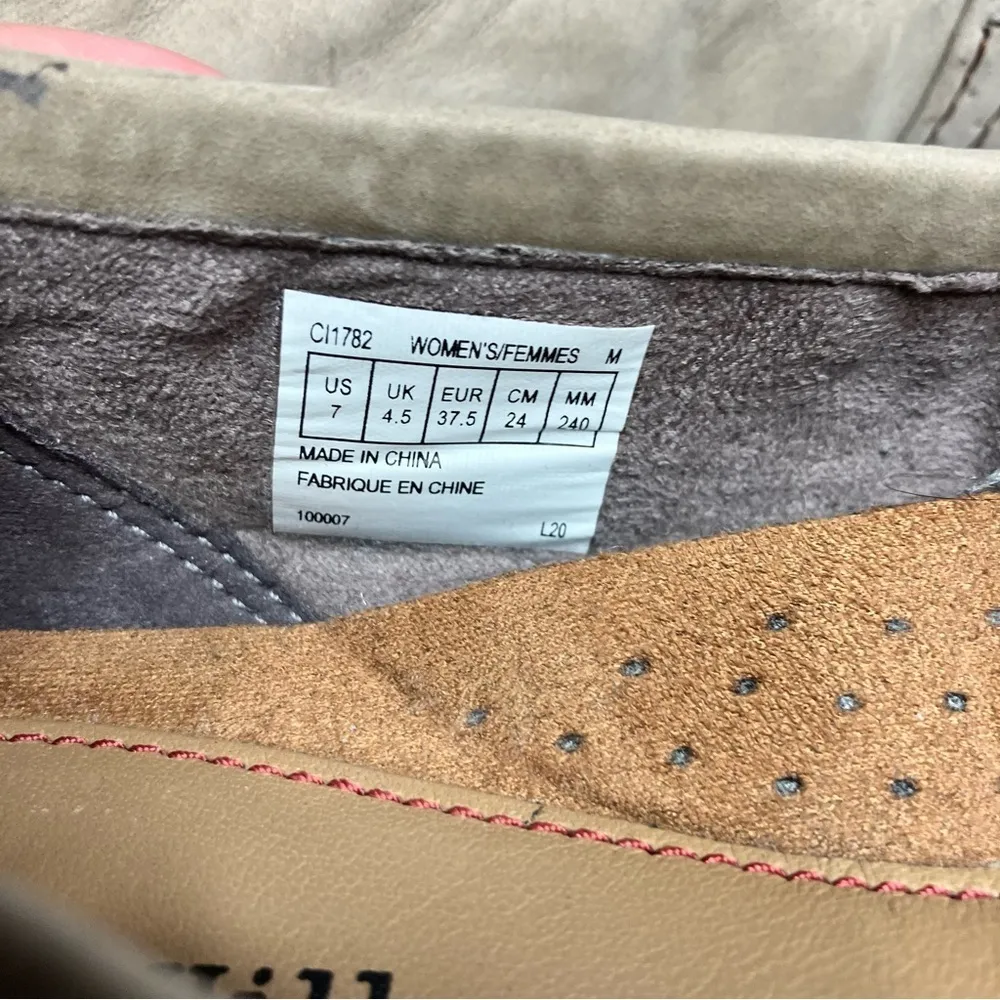 CI1782 WOMEN'S/FEMMES M
US UK EUR CM MM
7 4.5 37.5 24 240
MADE IN CHINA
FABRIQUE EN CHINE
100007 L20